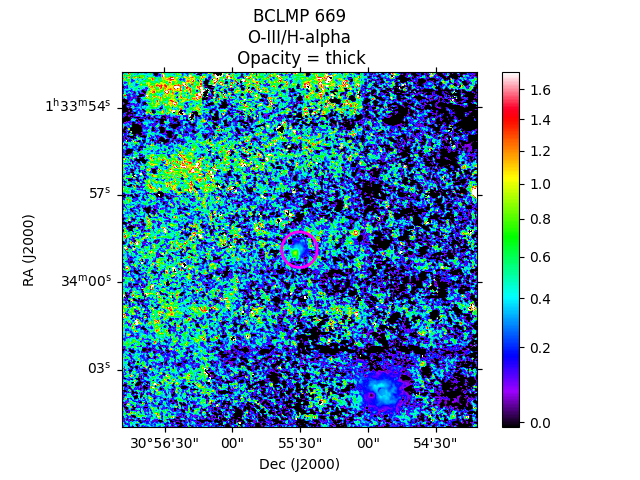 BCLMP 669
O-III/H-alpha
Opacity = thick
1ʰ33ᵐ54ˢ
57ˢ
34ᵐ00ˢ
03ˢ
RA (J2000)
30°56'30" 00" 55'30" 00" 54'30"
Dec (J2000)
1.6
1.4
1.2
1.0
0.8
0.6
0.4
0.2
0.0